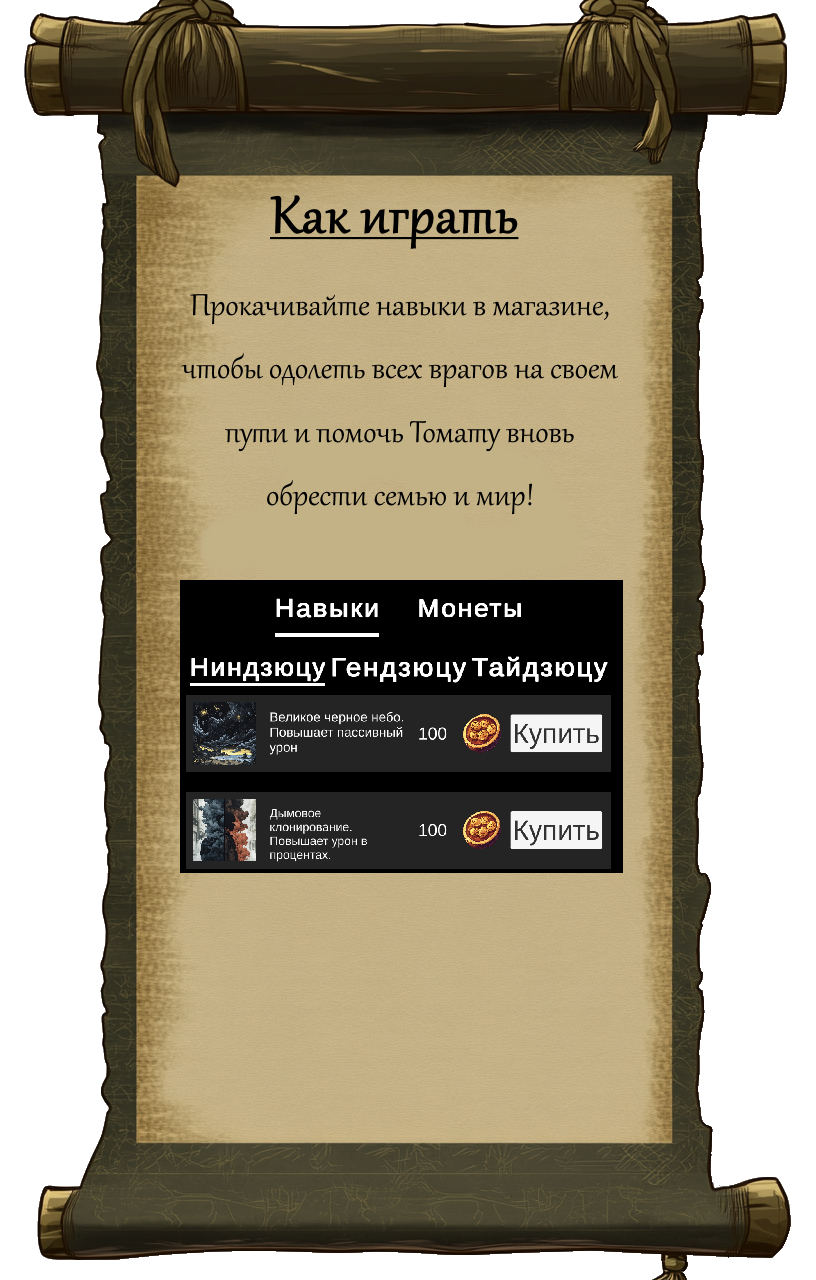 Как играть
Прокачивайте навыки в магазине,
чтобы одолеть всех врагов на своем
пути и помочь Томату вновь
обрести семью и мир!
Навыки Монеты
Ниндзюцу Гендзюцу Тайдзюцу
Великое черное небо.
Повышает пассивный
урон
100
Купить
Дымовое
клонирование.
Повышает урон в
процентах.
100
Купить